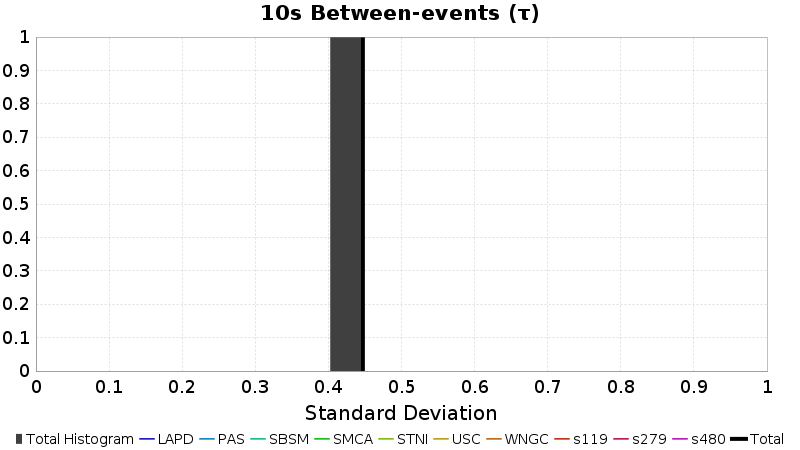 10s Between-events (τ)
1
0.9
0.8
0.7
0.6
0.5
0.4
0.3
0.2
0.1
0
0 0.1 0.2 0.3 0.4 0.5 0.6 0.7 0.8 0.9 1
Standard Deviation
Total Histogram LAPD PAS SBSM SMCA STNI USC WNGC s119 s279 s480 Total